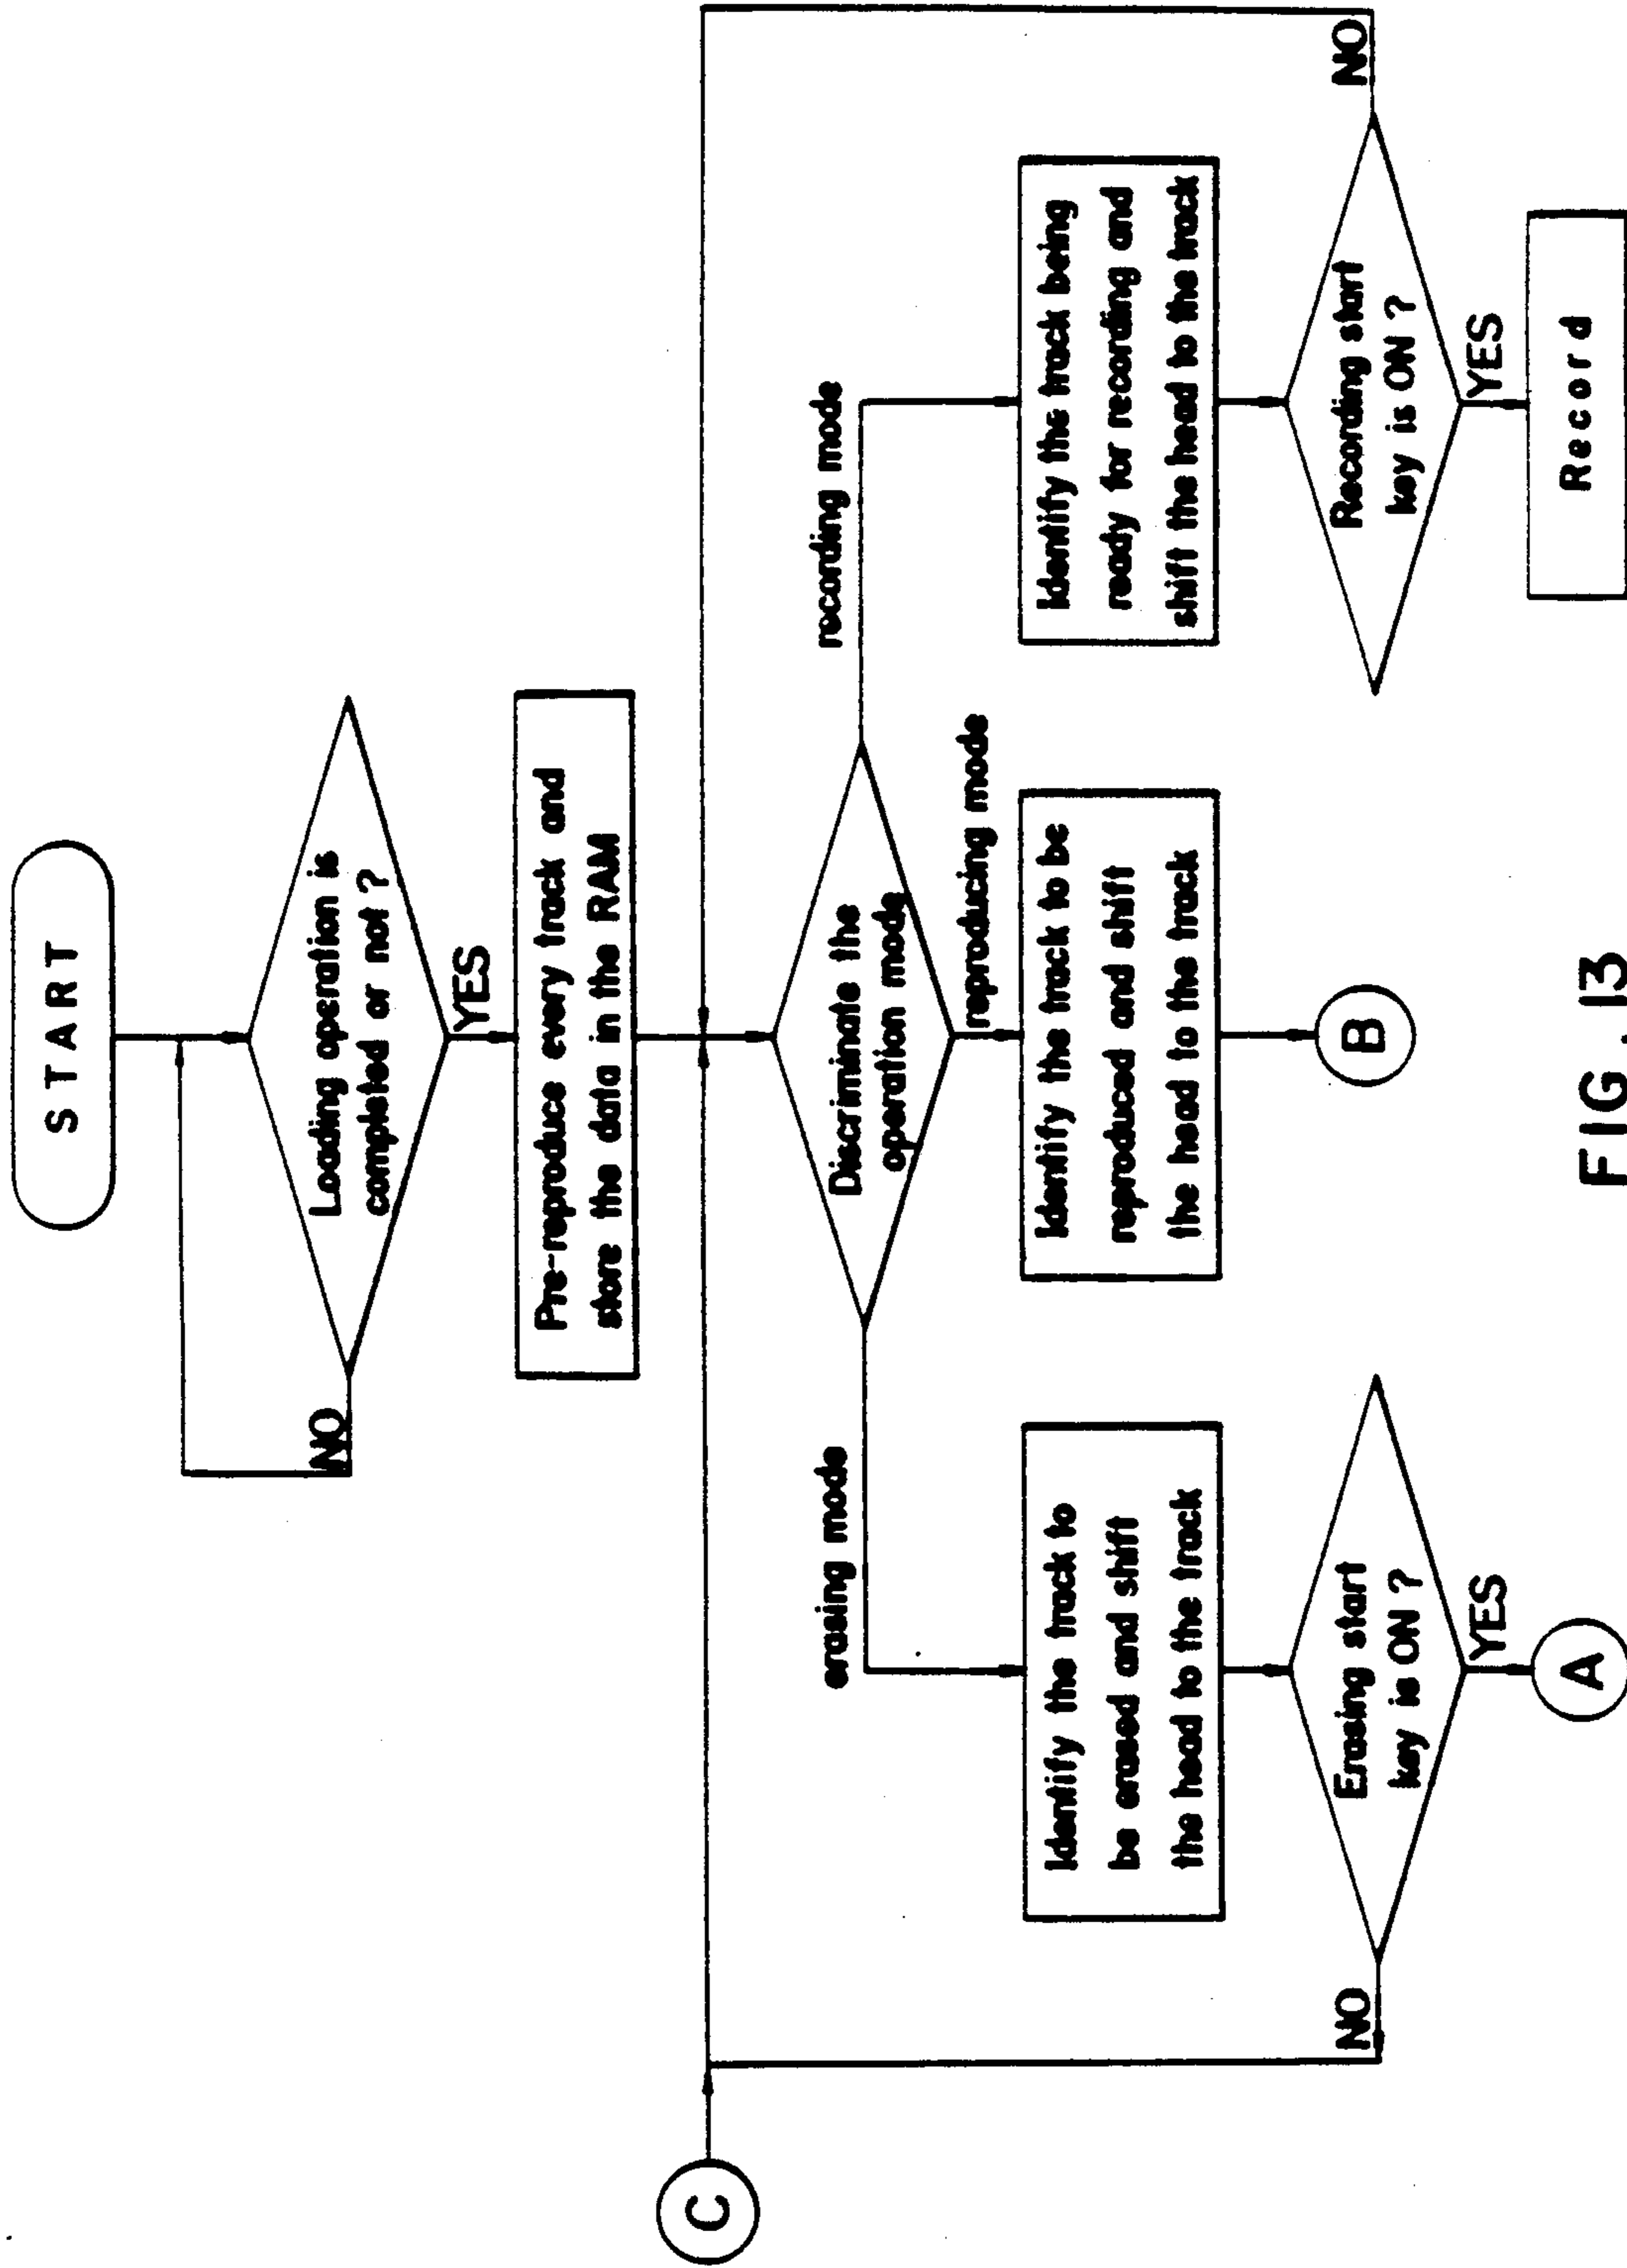 START
Loading operation is
completed or not ?
NO
YES
Pre-reproduce every track and
store the data in the RAM
C
Discriminate the
operation mode
erasing mode
reproducing mode
recording mode
Identify the track to
be erased and shift
the head to the track
Identify the track to be
reproduced and shift
the head to the track
Identify the track being
ready for recording and
shift the head to the track
Erasing start
key is ON ?
NO
YES
A
B
Recording start
key is ON ?
NO
YES
Record
FIG. 13